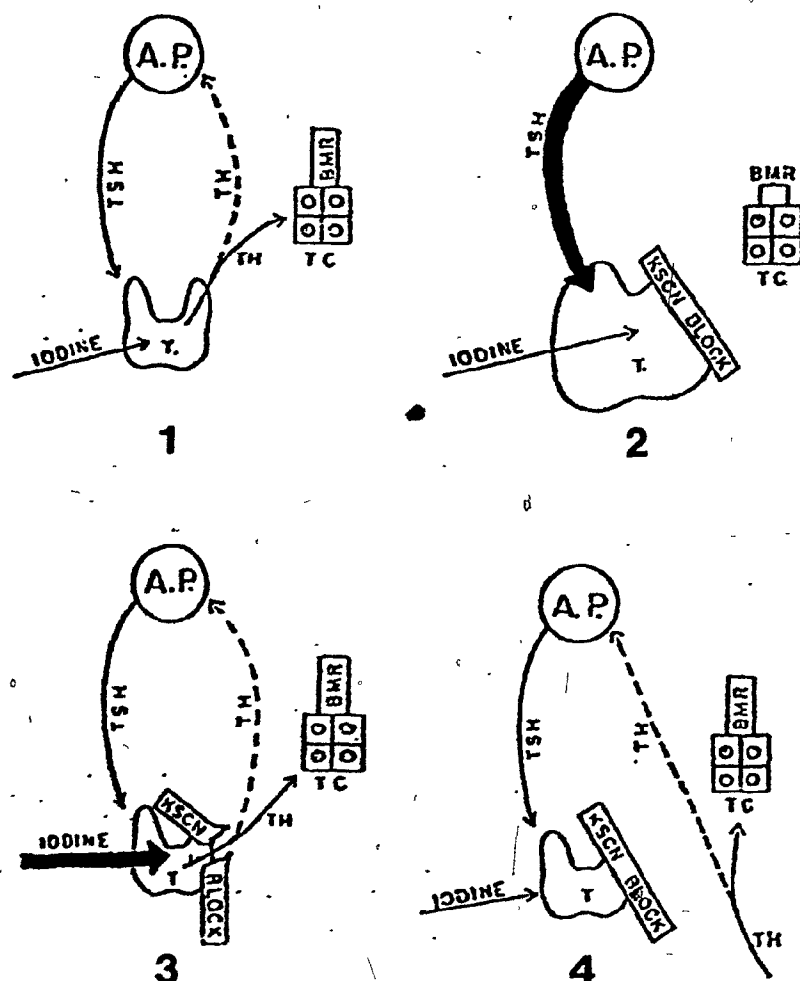 A.P.
TSH
TH
BMR
TC
TH
IODINE
T.
1
A.P.
TSH
BMR
TC
KSCN BLOCK
IODINE
T.
2
A.P.
TSH
TH
BMR
TC
KSCN
TH
IODINE
T
BLOCK
3
A.P.
TSH
TH
BMR
TC
KSCN BLOCK
IODINE
T
TH
4